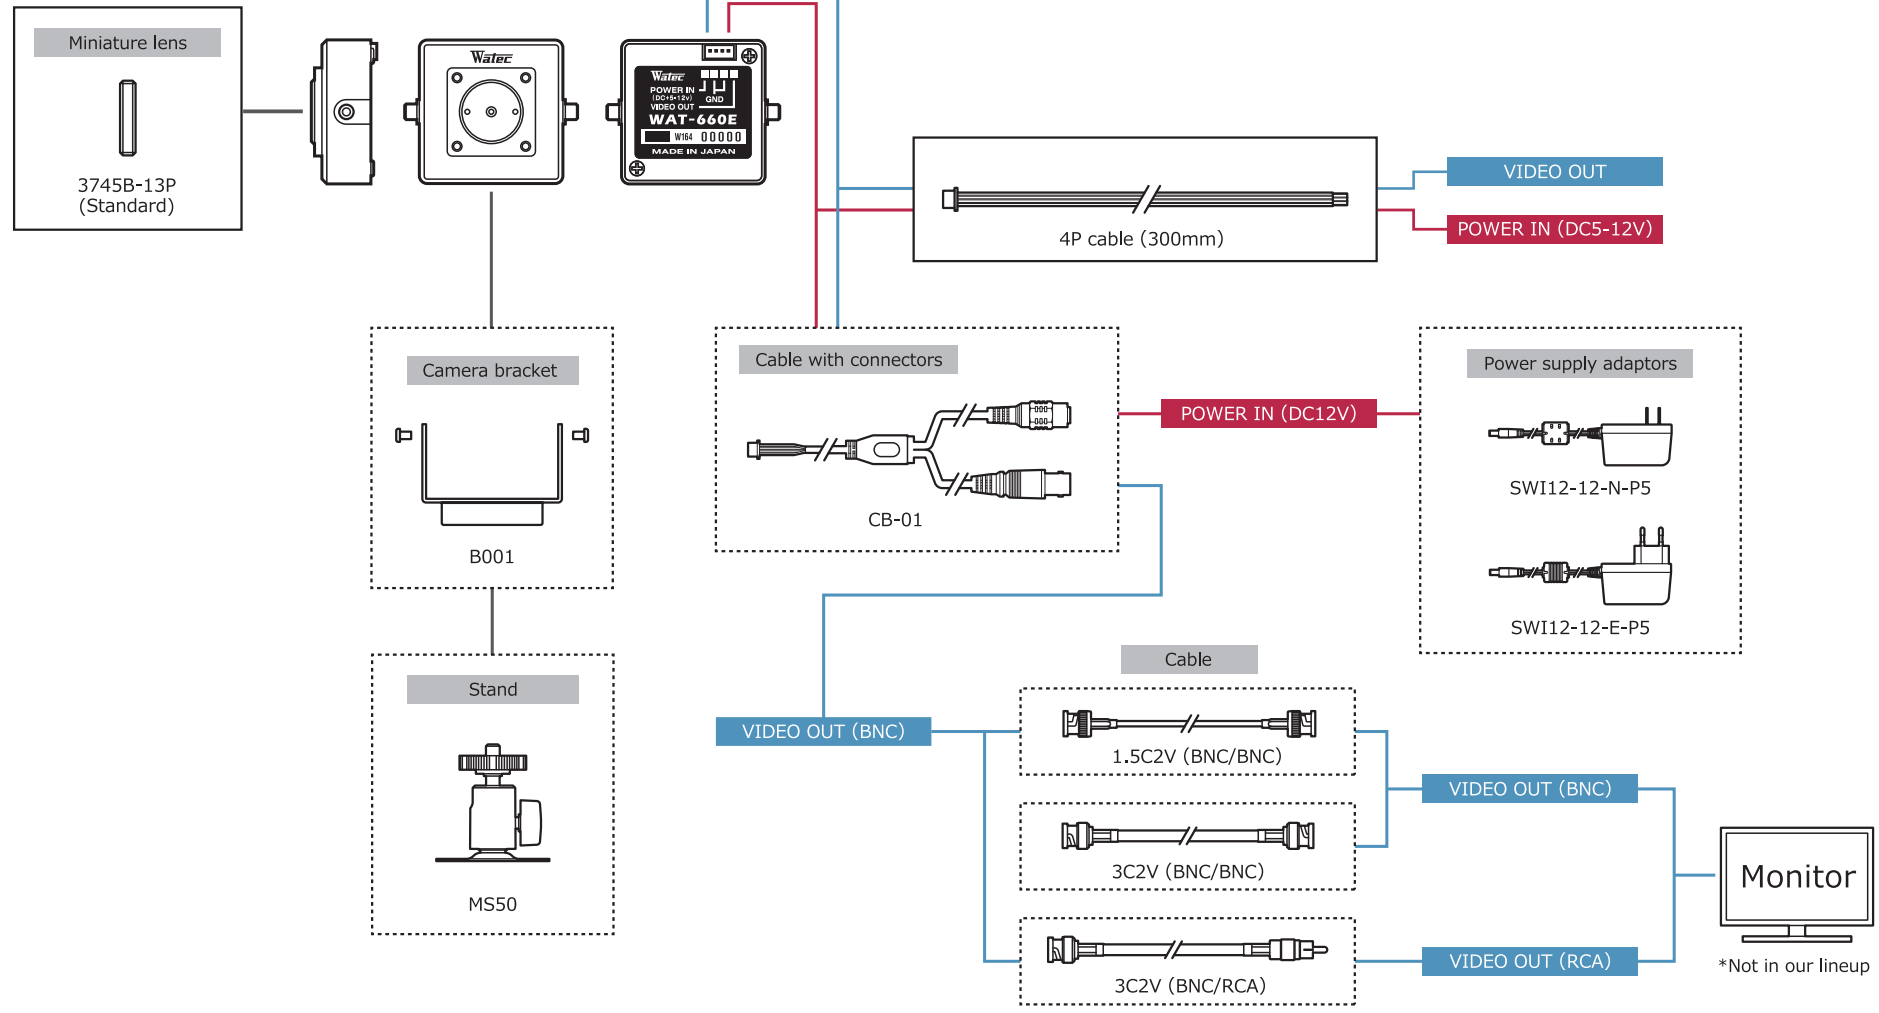 Miniature lens
3745B-13P
(Standard)
Watec
Watec
POWER IN
(DC+5•12V)
GND
VIDEO OUT
WAT-660E
W164 00000
MADE IN JAPAN
4P cable (300mm)
VIDEO OUT
POWER IN (DC5-12V)
Camera bracket
B001
Stand
MS50
Cable with connectors
CB-01
POWER IN (DC12V)
Power supply adaptors
SWI12-12-N-P5
SWI12-12-E-P5
Cable
VIDEO OUT (BNC)
1.5C2V (BNC/BNC)
3C2V (BNC/BNC)
3C2V (BNC/RCA)
VIDEO OUT (BNC)
VIDEO OUT (RCA)
Monitor
*Not in our lineup